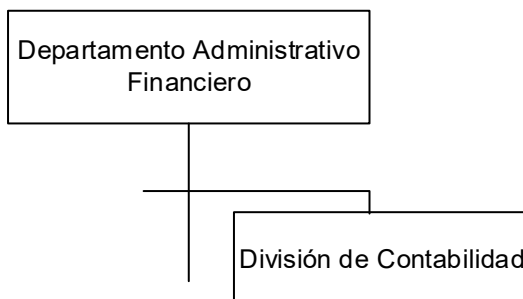 Departamento Administrativo
Financiero
División de Contabilidad